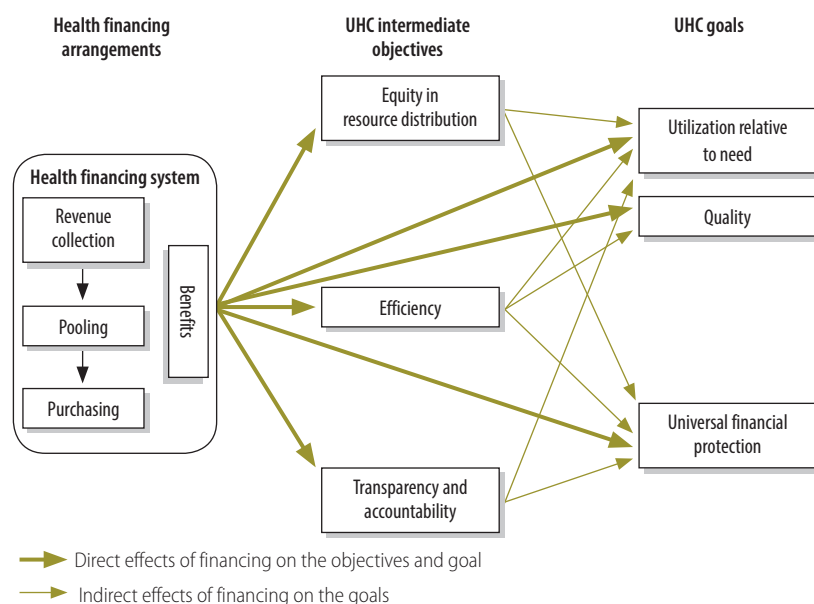 Health financing
arrangements
UHC intermediate
objectives
UHC goals
Health financing system
Revenue
collection
Pooling
Purchasing
Benefits
Equity in
resource distribution
Efficiency
Transparency and
accountability
Utilization relative
to need
Quality
Universal financial
protection
Direct effects of financing on the objectives and goal
Indirect effects of financing on the goals